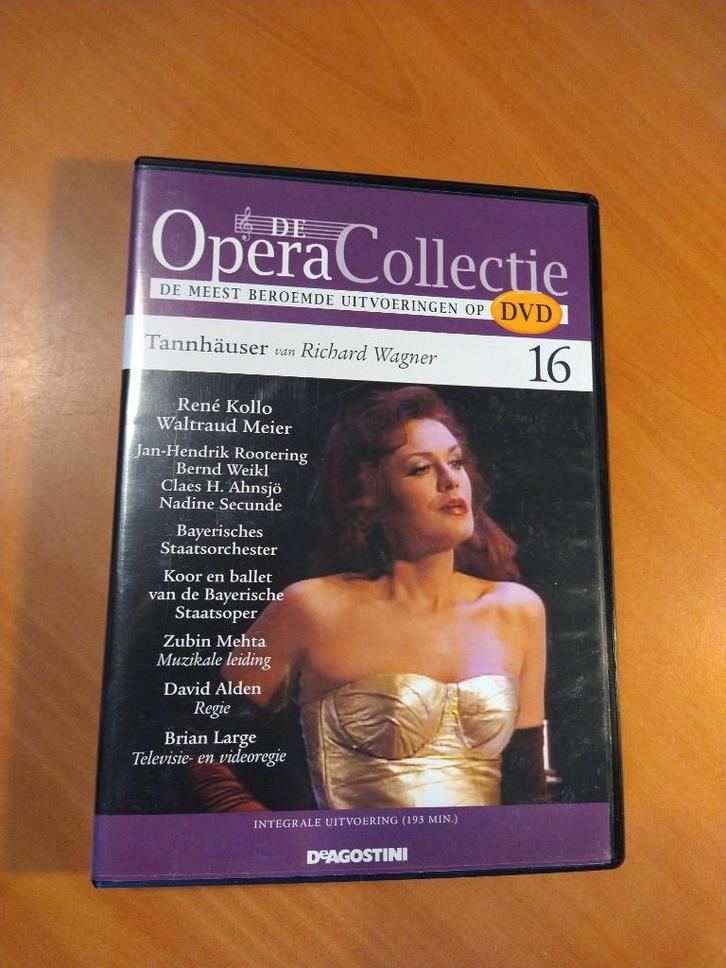 DE
Opera Collectie
DE MEEST BEROEMDE UITVOERINGEN OP DVD
Tannhäuser van Richard Wagner
16
René Kollo
Waltraud Meier
Jan-Hendrik Rootering
Bernd Weikl
Claes H. Ahnsjö
Nadine Secunde
Bayerisches
Staatsorchester
Koor en ballet
van de Bayerische
Staatsoper
Zubin Mehta
Muzikale leiding
David Alden
Regie
Brian Large
Televisie- en videoregie
INTEGRALE UITVOERING (193 MIN.)
DeAGOSTINI